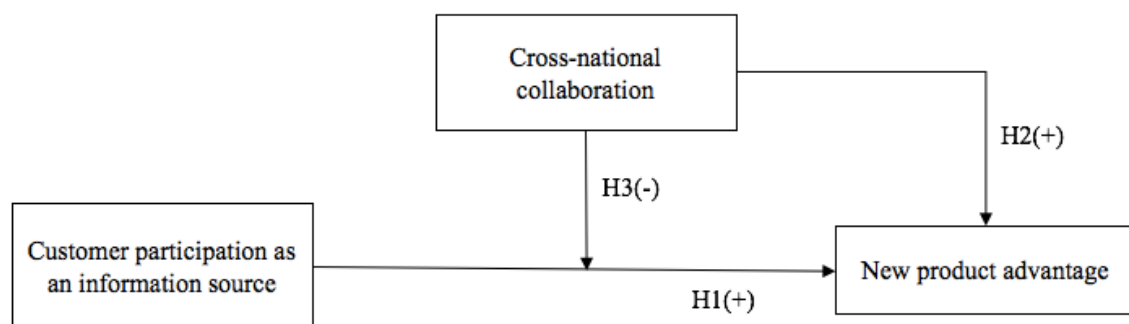 Cross-national
collaboration
H2(+)
H3(-)
Customer participation as
an information source
New product advantage
H1(+)